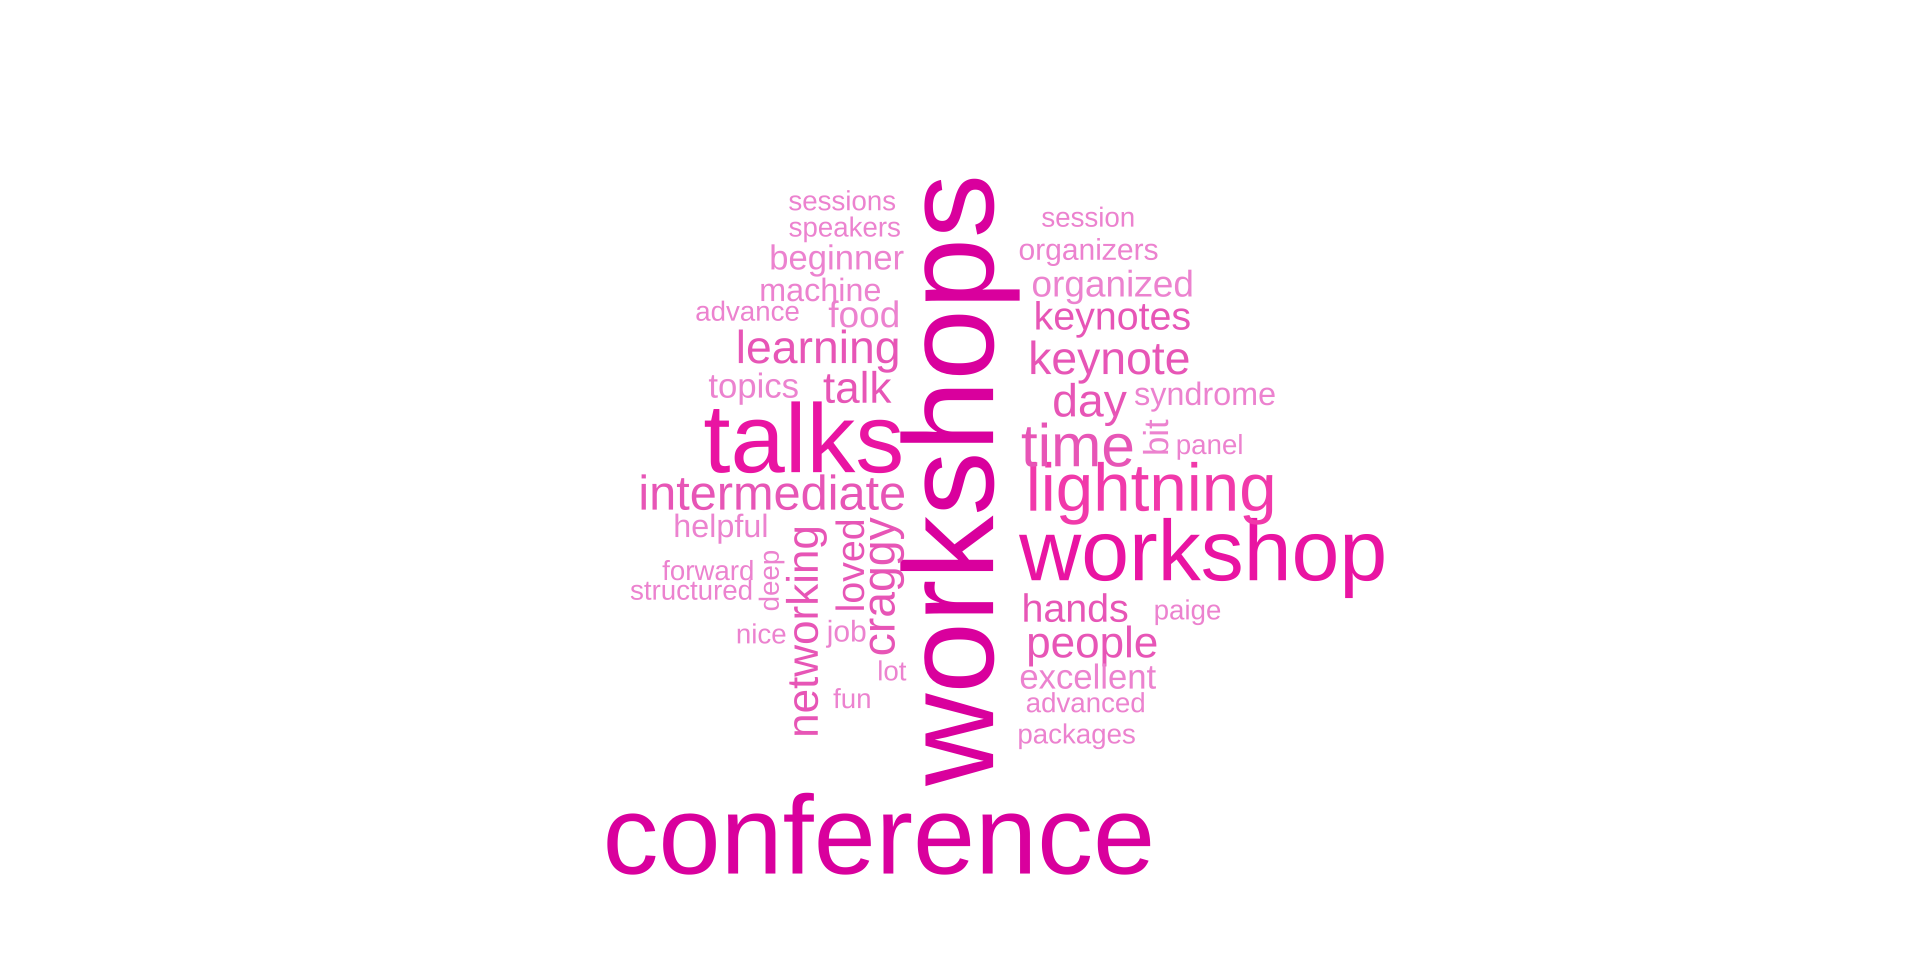 sessions
speakers
beginner
machine
advance
food
learning
topics
talk
talks
intermediate
helpful
forward
structured
deep
networking
loved
craggy
nice
job
lot
fun
workshops
session
organizers
organized
keynotes
keynote
day
syndrome
time
bit
panel
lightning
workshop
hands
paige
people
excellent
advanced
packages
conference